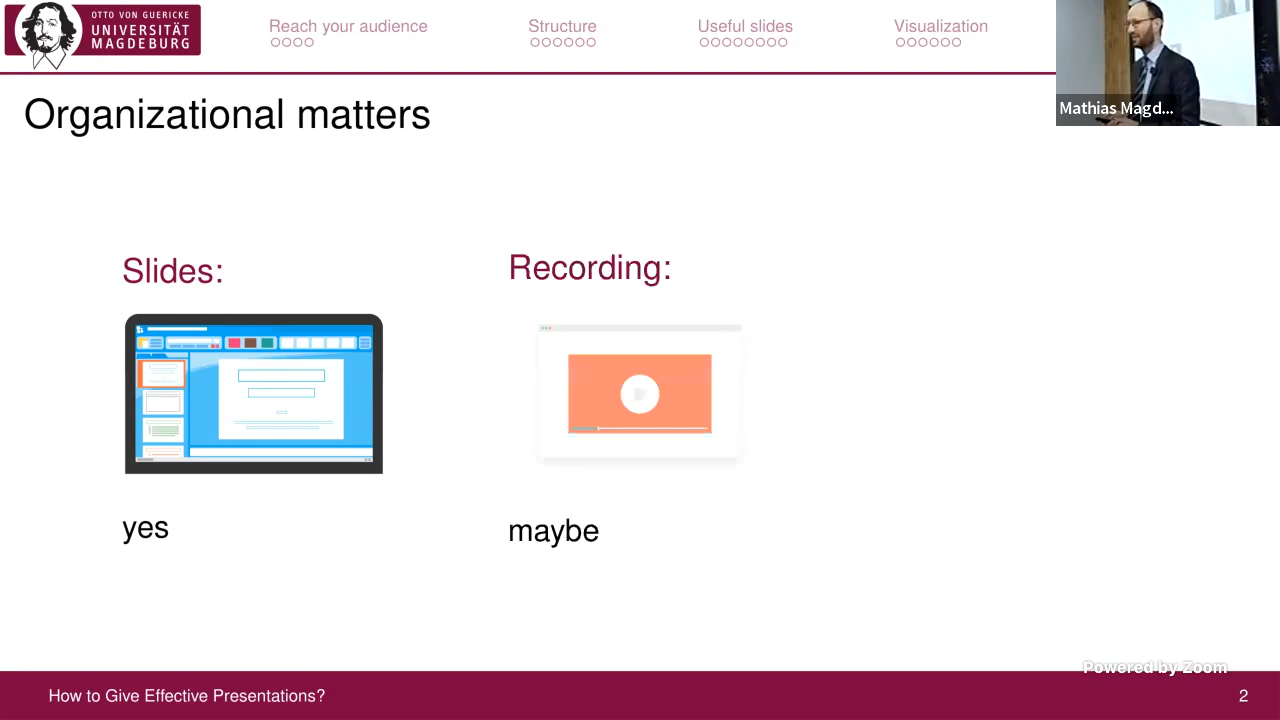 OTTO VON GUERICKE
UNIVERSITÄT
MAGDEBURG
Reach your audience
Structure
Useful slides
Visualization
Mathias Magd...
Organizational matters
Slides:
Recording:
yes
maybe
Powered by Zoom
How to Give Effective Presentations?
2